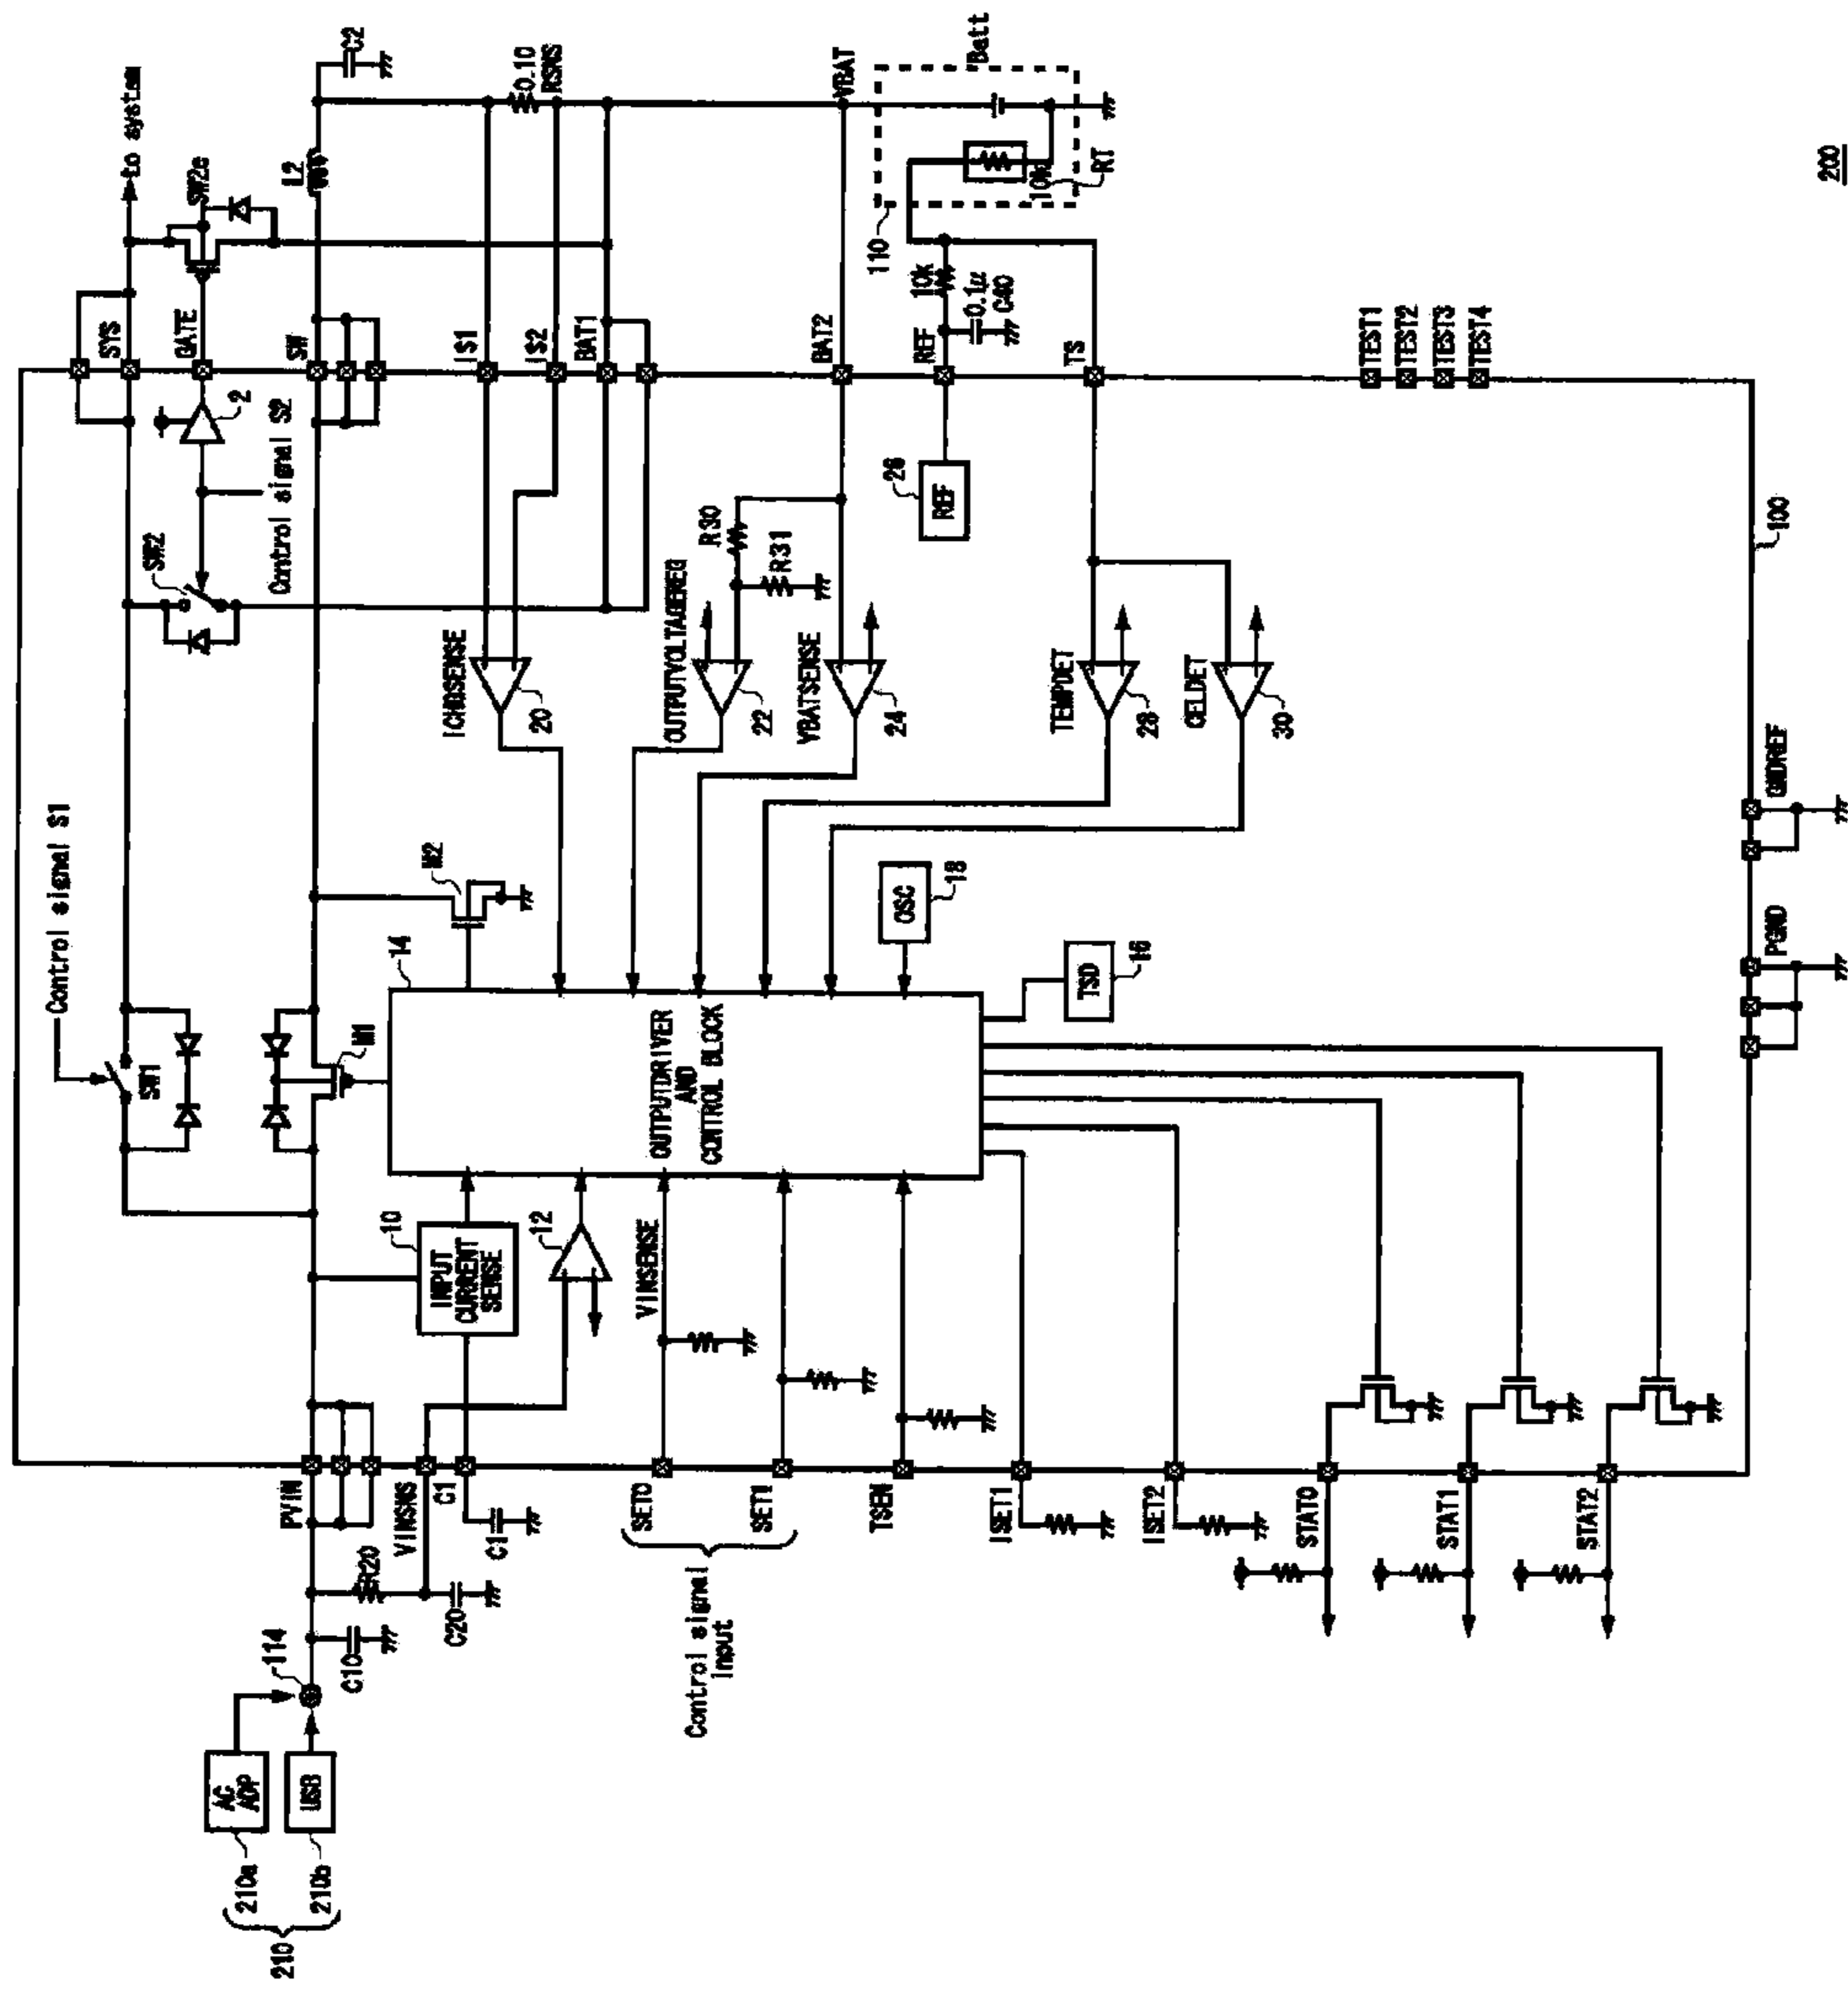 200
to system
SW2e
C2
L2
0.10
RSNS
VBAT
Batt
110
10k
RT
10k
0.1μ
C40
SYS
GATE
SW
IS1
IS2
BAT1
BAT2
REF
TS
TEST1
TEST2
TEST3
TEST4
2
Control signal S2
SW2
ICHGSENSE
20
R30
R31
OUTPUTVOLTAGEREG
22
VBATSENSE
24
26
REF
TEMPDET
28
CELDET
30
100
Control signal S1
SW1
M1
M2
14
OUTPUTDRIVER
AND
CONTROL BLOCK
OSC
18
TSD
16
GNDREF
PGND
10
INPUT
CURRENT
SENSE
12
VINSENSE
PVIN
VINSNS
C1
SET0
SET1
TSEN
ISET1
ISET2
STAT0
STAT1
STAT2
R20
C1
C20
C10
114
Control signal
input
AC
ADP
USB
210a
210b
210